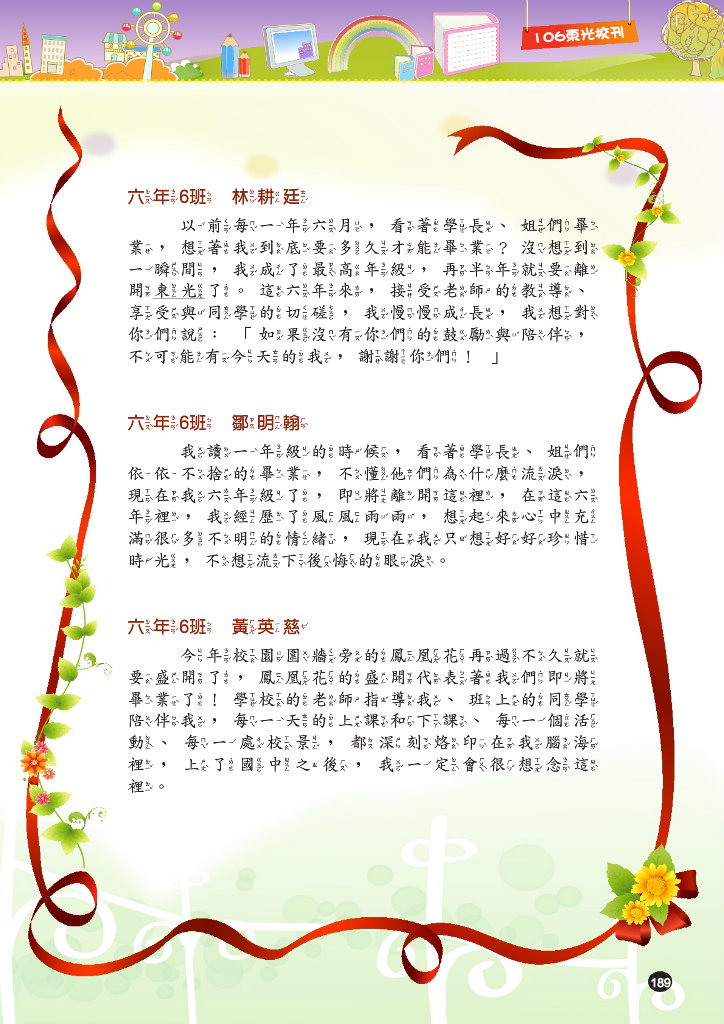 106東光校刊
六年6班　林耕廷
以前每一年六月，看著學長、姐們畢
業，想著我到底要多久才能畢業？沒想到
一瞬間，我成了最高年級，再半年就要離
開東光了。這六年來，接受老師的教導、
享受與同學的切磋，我慢慢成長，我想對
你們說：「如果沒有你們的鼓勵與陪伴，
不可能有今天的我，謝謝你們！」
六年6班　鄒明翰
我讀一年級的時候，看著學長、姐們
依依不捨的畢業，不懂他們為什麼流淚，
現在我六年級了，即將離開這裡，在這六
年裡，我經歷了風風雨雨，想起來心中充
滿很多不明的情緒，現在我只想好好珍惜
時光，不想流下後悔的眼淚。
六年6班　黃英慈
今年校園圍牆旁的鳳凰花再過不久就
要盛開了，鳳凰花的盛開代表著我們即將
畢業了！學校的老師指導我、班上的同學
陪伴我，每一天的上課和下課、每一個活
動、每一處校景，都深刻烙印在我腦海
裡，上了國中之後，我一定會很想念這
裡。
189